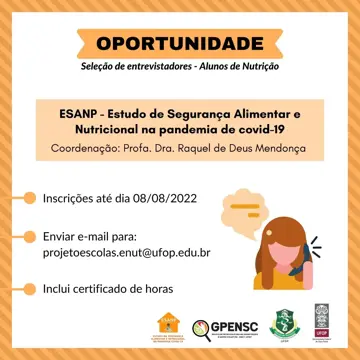 OPORTUNIDADE
Seleção de entrevistadores - Alunos de Nutrição
ESANP - Estudo de Segurança Alimentar e
Nutricional na pandemia de covid-19
Coordenação: Profa. Dra. Raquel de Deus Mendonça
Inscrições até dia 08/08/2022
Enviar e-mail para:
projetoescolas.enut@ufop.edu.br
Inclui certificado de horas
ESANP
GPENSC
UFOP